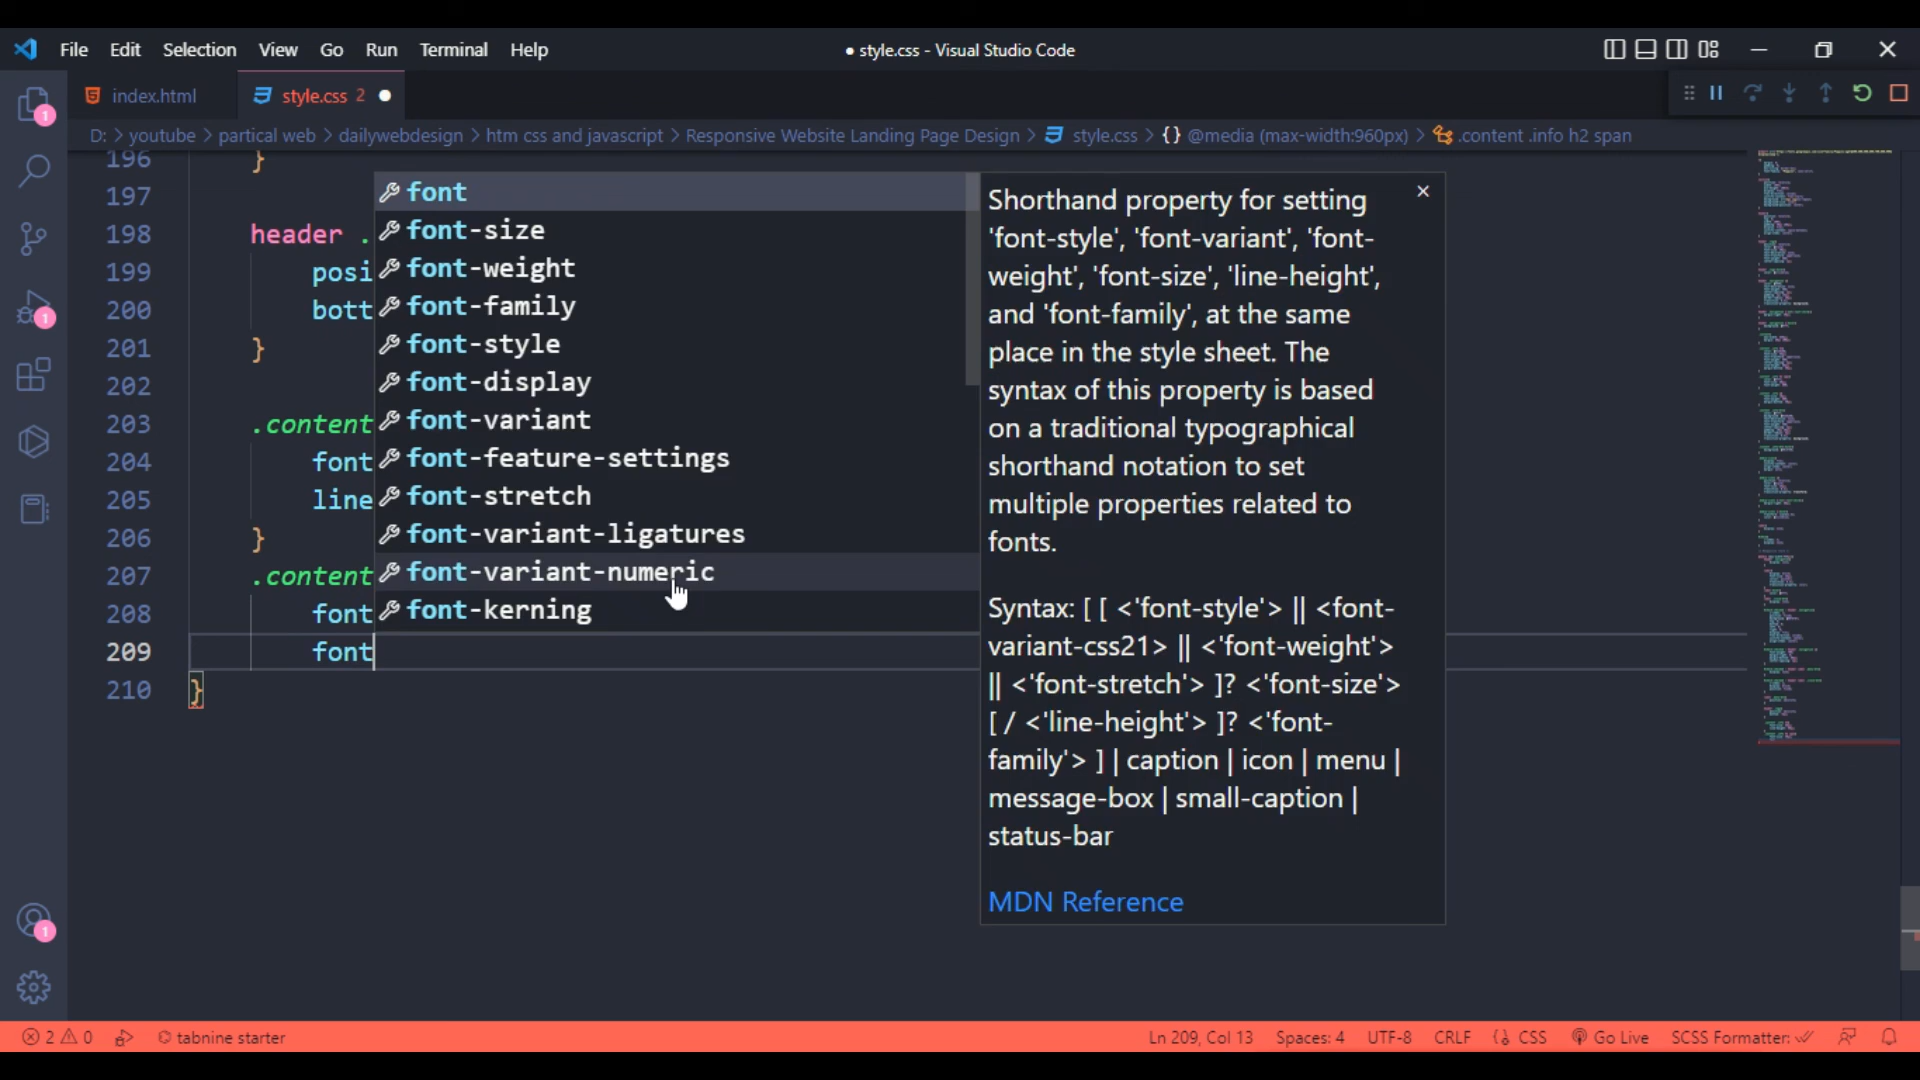 File Edit Selection View Go Run Terminal Help
● style.css - Visual Studio Code
index.html
style.css 2 ●
D: > youtube > partical web > dailywebdesign > htm css and javascript > Responsive Website Landing Page Design > style.css > {} @media (max-width:960px) > .content .info h2 span
196 }
197
198 header .
199 posi
200 bott
201 }
202
203 .content
204 font
205 line
206 }
207 .content
208 font
209 font
210 }
font
font-size
font-weight
font-family
font-style
font-display
font-variant
font-feature-settings
font-stretch
font-variant-ligatures
font-variant-numeric
font-kerning
Shorthand property for setting
'font-style', 'font-variant', 'font-
weight', 'font-size', 'line-height',
and 'font-family', at the same
place in the style sheet. The
syntax of this property is based
on a traditional typographical
shorthand notation to set
multiple properties related to
fonts.
Syntax: [ [ <'font-style'> || <font-
variant-css21> || <'font-weight'>
|| <'font-stretch'> ]? <'font-size'>
[ / <'line-height'> ]? <'font-
family'> ] | caption | icon | menu |
message-box | small-caption |
status-bar
MDN Reference
1
1
1
2 0 tabnine starter
Ln 209, Col 13 Spaces: 4 UTF-8 CRLF {} CSS Go Live SCSS Formatter: